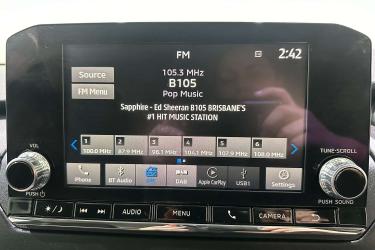 FM
2:42
Source
105.3 MHz
B105
FM Menu
Pop Music
Sapphire - Ed Sheeran B105 BRISBANE'S
#1 HIT MUSIC STATION
1 2 3 4 5 6
100.0 MHz 87.9 MHz 98.1 MHz 104.1 MHz 107.9 MHz 108.0 MHz
Phone BT Audio FM DAB Apple CarPlay USB1 Settings
VOL
PUSH
TUNE-SCROLL
PUSH SOUND
AUDIO MENU CAMERA